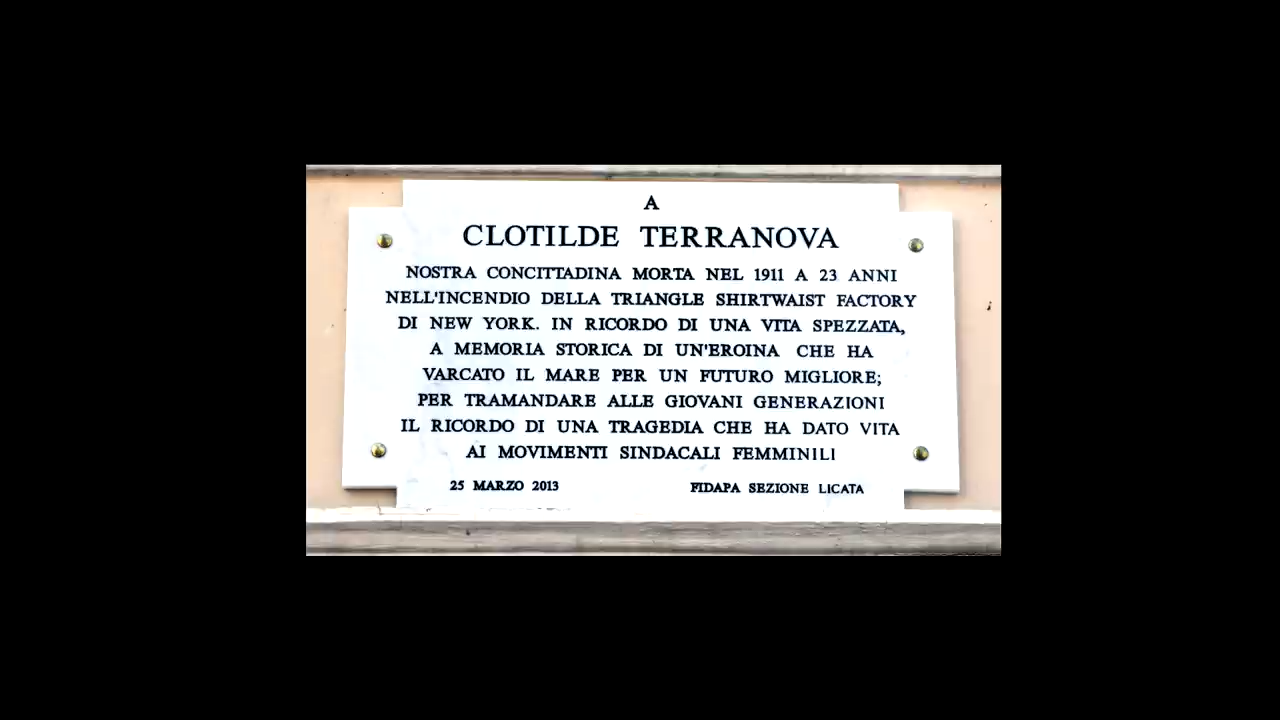 A
CLOTILDE TERRANOVA
NOSTRA CONCITTADINA MORTA NEL 1911 A 23 ANNI
NELL'INCENDIO DELLA TRIANGLE SHIRTWAIST FACTORY
DI NEW YORK. IN RICORDO DI UNA VITA SPEZZATA,
A MEMORIA STORICA DI UN'EROINA CHE HA
VARCATO IL MARE PER UN FUTURO MIGLIORE;
PER TRAMANDARE ALLE GIOVANI GENERAZIONI
IL RICORDO DI UNA TRAGEDIA CHE HA DATO VITA
AI MOVIMENTI SINDACALI FEMMINILI
25 MARZO 2013 FIDAPA SEZIONE LICATA